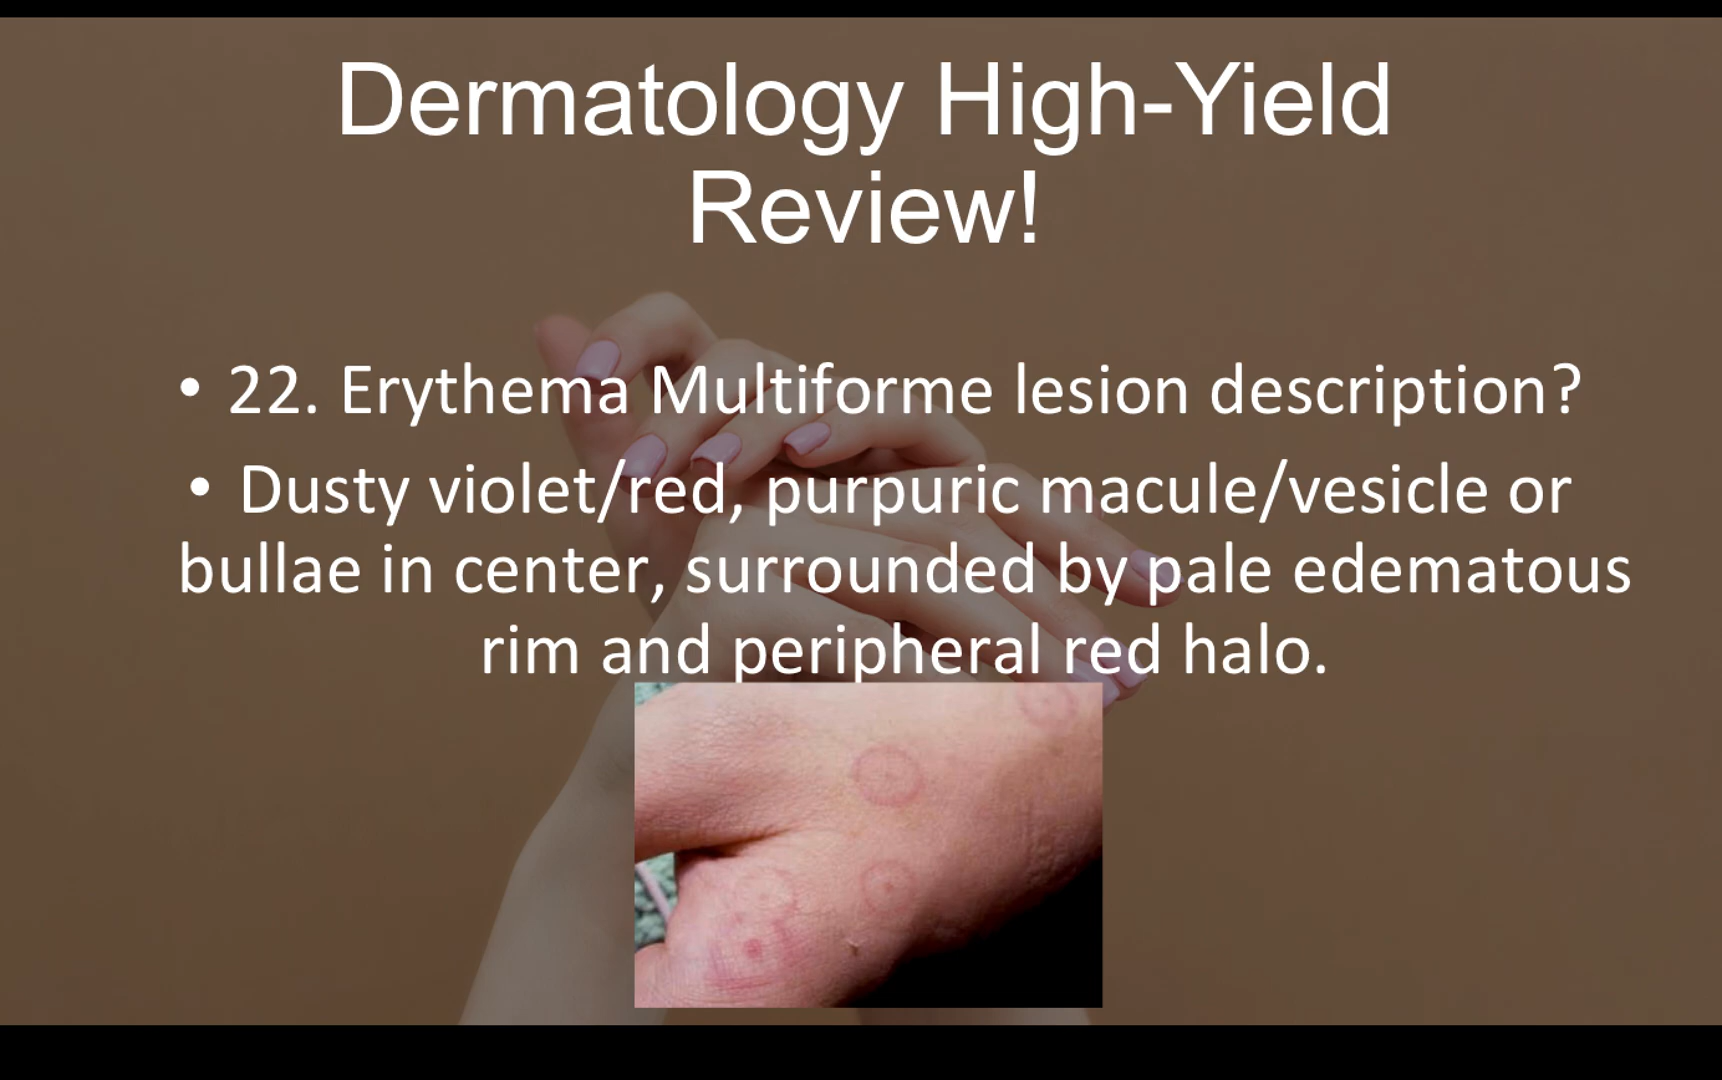 Dermatology High-Yield
Review!
• 22. Erythema Multiforme lesion description?
• Dusty violet/red, purpuric macule/vesicle or
bullae in center, surrounded by pale edematous
rim and peripheral red halo.